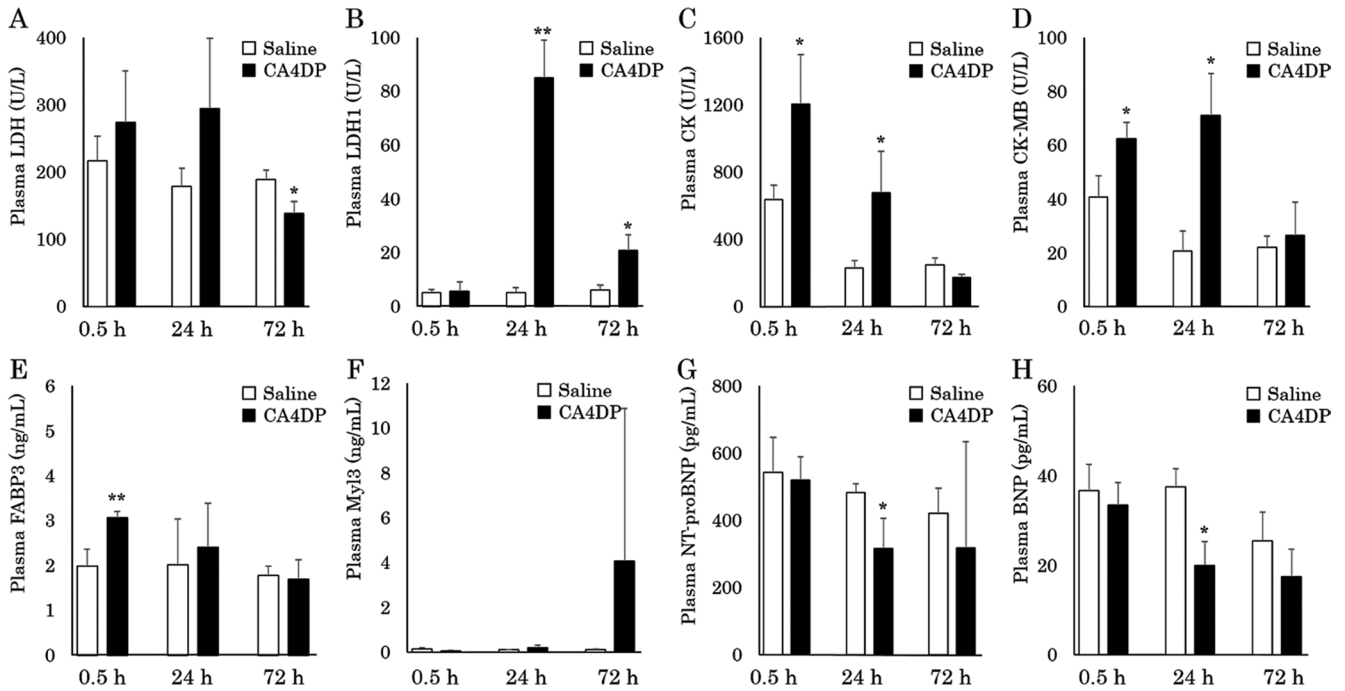 A
Plasma LDH (U/L)
400
300
200
100
0
Saline
CA4DP
*
0.5 h 24 h 72 h
B
Plasma LDH1 (U/L)
100
80
60
40
20
0
**
Saline
CA4DP
*
0.5 h 24 h 72 h
C
Plasma CK (U/L)
1600
1200
800
400
0
*
Saline
CA4DP
*
0.5 h 24 h 72 h
D
Plasma CK-MB (U/L)
100
80
60
40
20
0
Saline
CA4DP
*
*
0.5 h 24 h 72 h
E
Plasma FABP3 (ng/mL)
6
5
4
3
2
1
0
Saline
CA4DP
**
0.5 h 24 h 72 h
F
Plasma Myl3 (ng/mL)
12
10
8
6
4
2
0
Saline
CA4DP
0.5 h 24 h 72 h
G
Plasma NT-proBNP (pg/mL)
800
600
400
200
0
Saline
CA4DP
*
0.5 h 24 h 72 h
H
Plasma BNP (pg/mL)
60
40
20
0
Saline
CA4DP
*
0.5 h 24 h 72 h